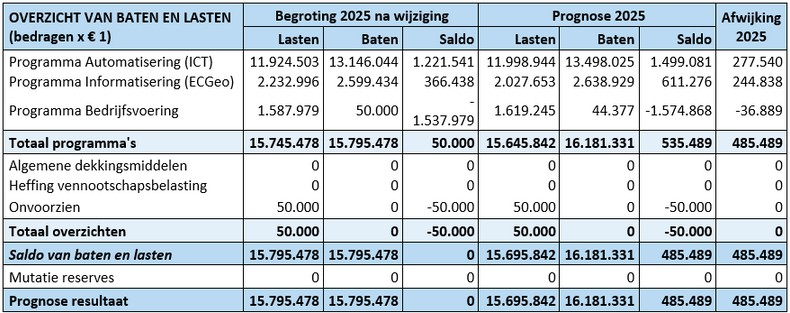 OVERZICHT VAN BATEN EN LASTEN Begroting 2025 na wijziging Prognose 2025 Afwijking
(bedragen x € 1) Lasten Baten Saldo Lasten Baten Saldo 2025
Programma Automatisering (ICT) 11.924.503 13.146.044 1.221.541 11.998.944 13.498.025 1.499.081 277.540
Programma Informatisering (ECGeo) 2.232.996 2.599.434 366.438 2.027.653 2.638.929 611.276 244.838
Programma Bedrijfsvoering 1.587.979 50.000 -1.537.979 1.619.245 44.377 -1.574.868 -36.889
Totaal programma's 15.745.478 15.795.478 50.000 15.645.842 16.181.331 535.489 485.489
Algemene dekkingsmiddelen 0 0 0 0 0 0 0
Heffing vennootschapsbelasting 0 0 0 0 0 0 0
Onvoorzien 50.000 0 -50.000 50.000 0 -50.000 0
Totaal overzichten 50.000 0 -50.000 50.000 0 -50.000 0
Saldo van baten en lasten 15.795.478 15.795.478 0 15.695.842 16.181.331 485.489 485.489
Mutatie reserves 0 0 0 0 0 0 0
Prognose resultaat 15.795.478 15.795.478 0 15.695.842 16.181.331 485.489 485.489